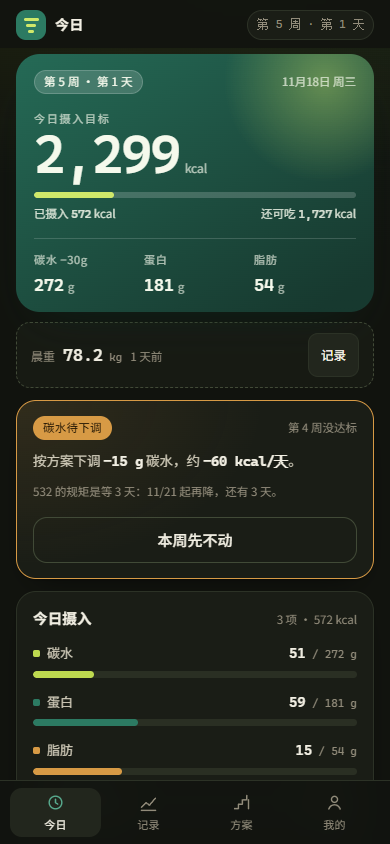 今日
第 5 周 · 第 1 天
第 5 周 · 第 1 天
11月18日 周三
今日摄入目标
2,299 kcal
已摄入 572 kcal
还可吃 1,727 kcal
碳水 −30g
蛋白
脂肪
272 g
181 g
54 g
晨重 78.2 kg 1 天前
记录
碳水待下调
第 4 周没达标
按方案下调 −15 g 碳水，约 −60 kcal/天。
532 的规矩是等 3 天：11/21 起再降，还有 3 天。
本周先不动
今日摄入
3 项 · 572 kcal
碳水
51 / 272 g
蛋白
59 / 181 g
脂肪
15 / 54 g
今日
记录
方案
我的